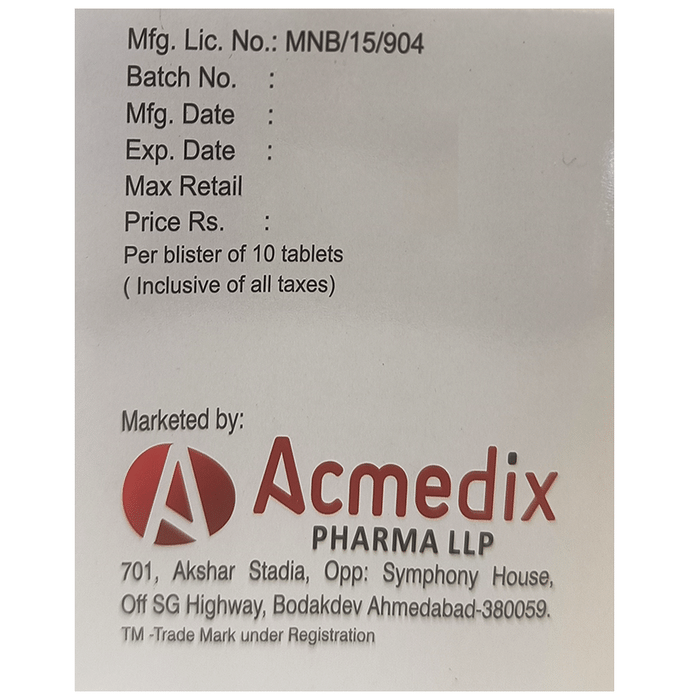 Mfg. Lic. No.: MNB/15/904
Batch No. :
Mfg. Date :
Exp. Date :
Max Retail
Price Rs. :
Per blister of 10 tablets
( Inclusive of all taxes)
Marketed by:
Acmedix
PHARMA LLP
701, Akshar Stadia, Opp: Symphony House,
Off SG Highway, Bodakdev Ahmedabad-380059.
TM -Trade Mark under Registration